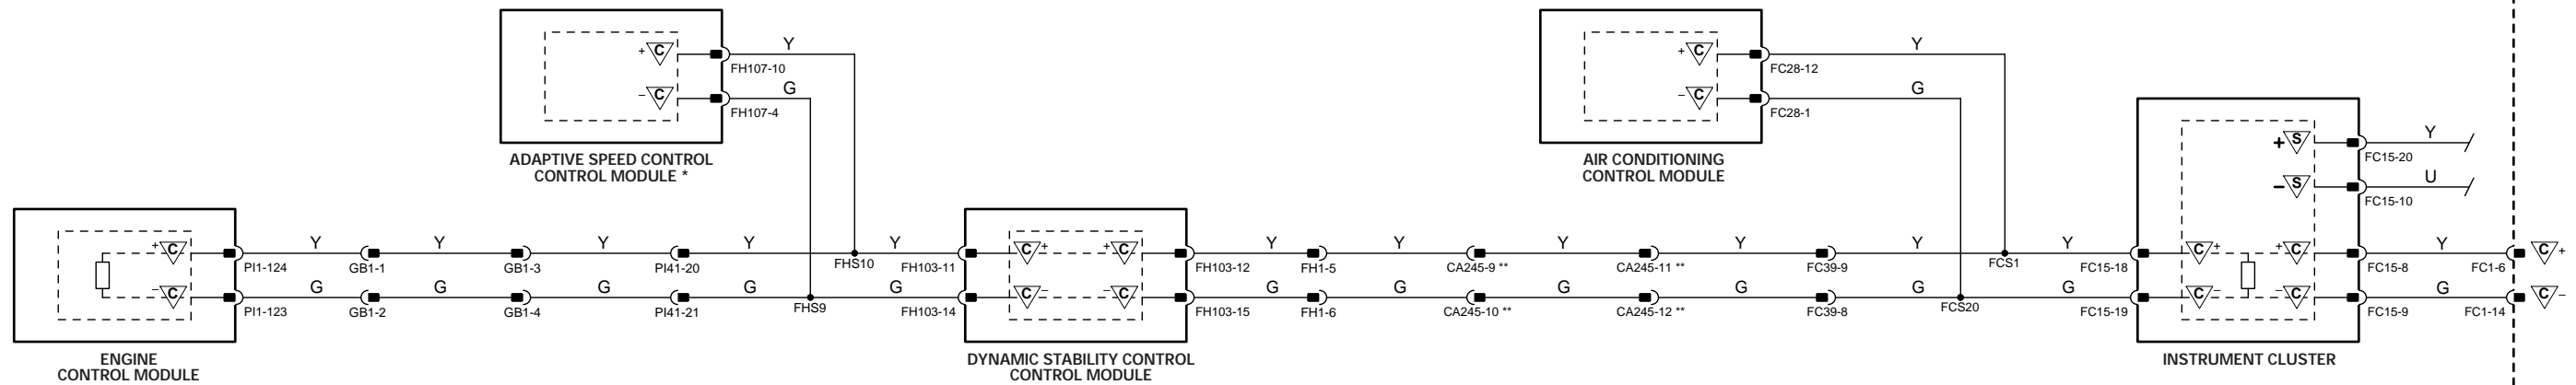 + C
Y
FH107-10
– C
G
FH107-4
ADAPTIVE SPEED CONTROL
CONTROL MODULE *
+ C
Y
FC28-12
– C
G
FC28-1
AIR CONDITIONING
CONTROL MODULE
+ S
Y
FC15-20
– S
U
FC15-10
+ C Y Y Y Y Y C + + C Y Y Y Y Y Y C + + C Y C +
PI1-124 GB1-1 GB1-3 PI41-20 FHS10 FH103-11 FH103-12 FH1-5 CA245-9 ** CA245-11 ** FC39-9 FCS1 FC15-18 FC15-8 FC1-6
– C G G G G G C – – C G G G G G G C – – C G C –
PI1-123 GB1-2 GB1-4 PI41-21 FHS9 FH103-14 FH103-15 FH1-6 CA245-10 ** CA245-12 ** FC39-8 FCS20 FC15-19 FC15-9 FC1-14
ENGINE
CONTROL MODULE
DYNAMIC STABILITY CONTROL
CONTROL MODULE
INSTRUMENT CLUSTER